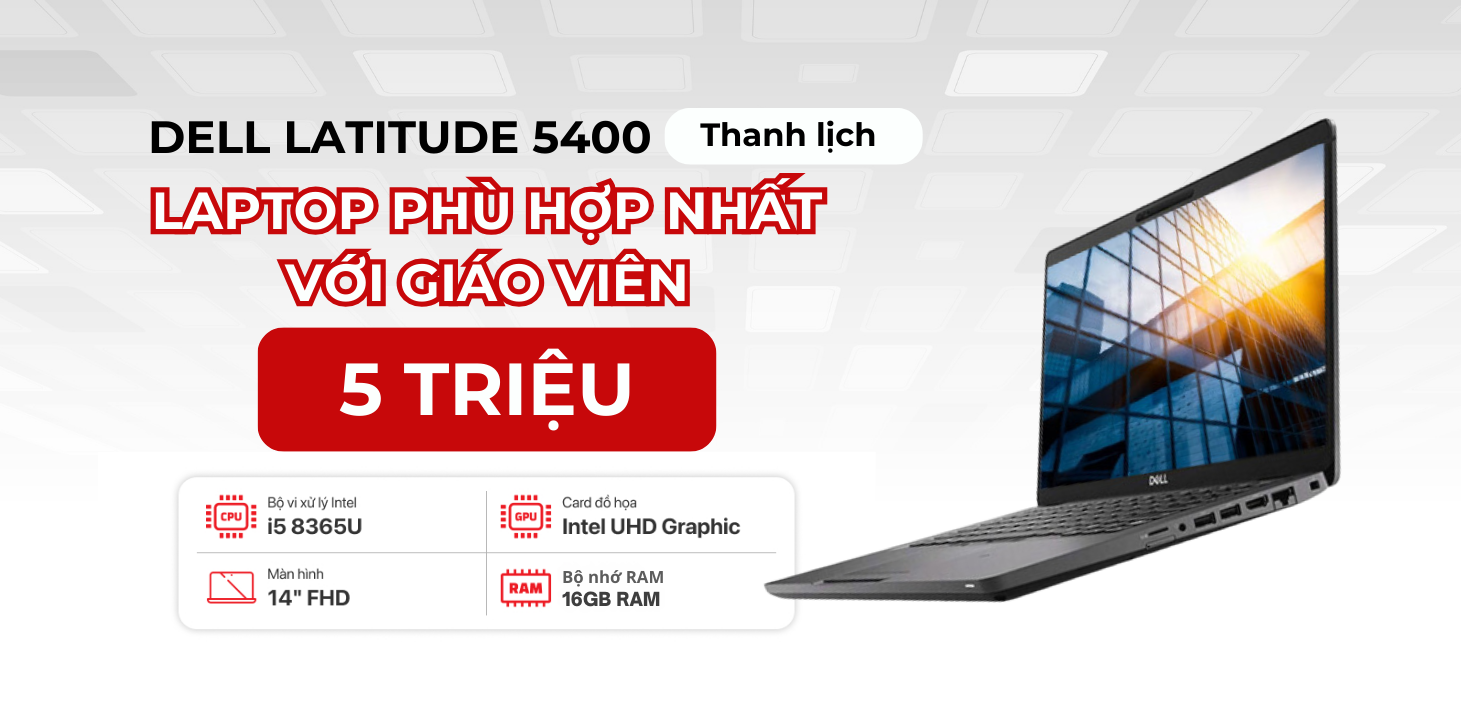 DELL LATITUDE 5400 Thanh lịch
LAPTOP PHÙ HỢP NHẤT
VỚI GIÁO VIÊN
5 TRIỆU
CPU
Bộ vi xử lý Intel
i5 8365U
GPU
Card đồ họa
Intel UHD Graphic
Màn hình
14" FHD
RAM
Bộ nhớ RAM
16GB RAM
DELL